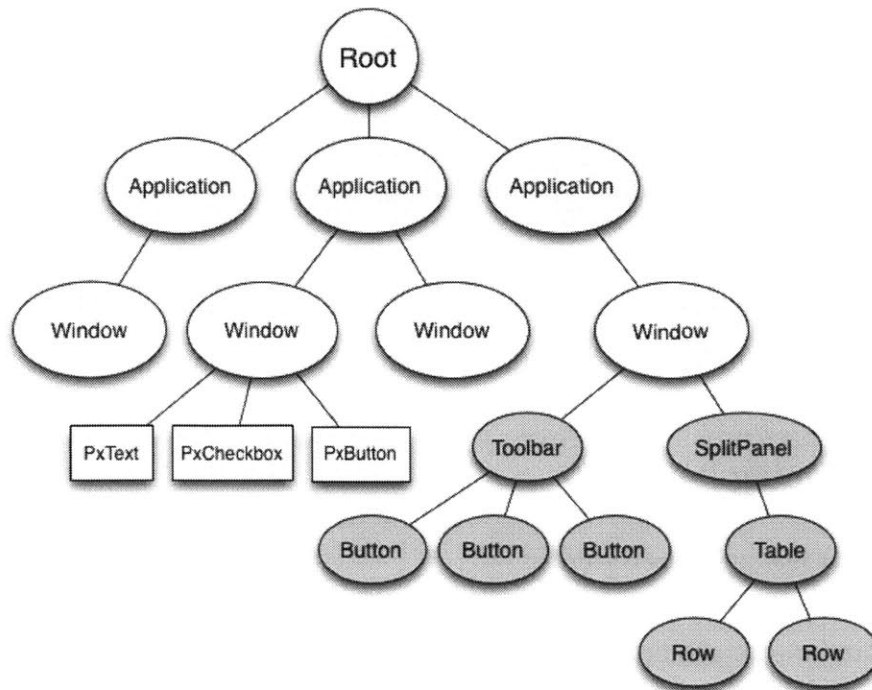 Root
Application
Application
Application
Window
Window
Window
Window
PxText
PxCheckbox
PxButton
Toolbar
SplitPanel
Button
Button
Button
Table
Row
Row